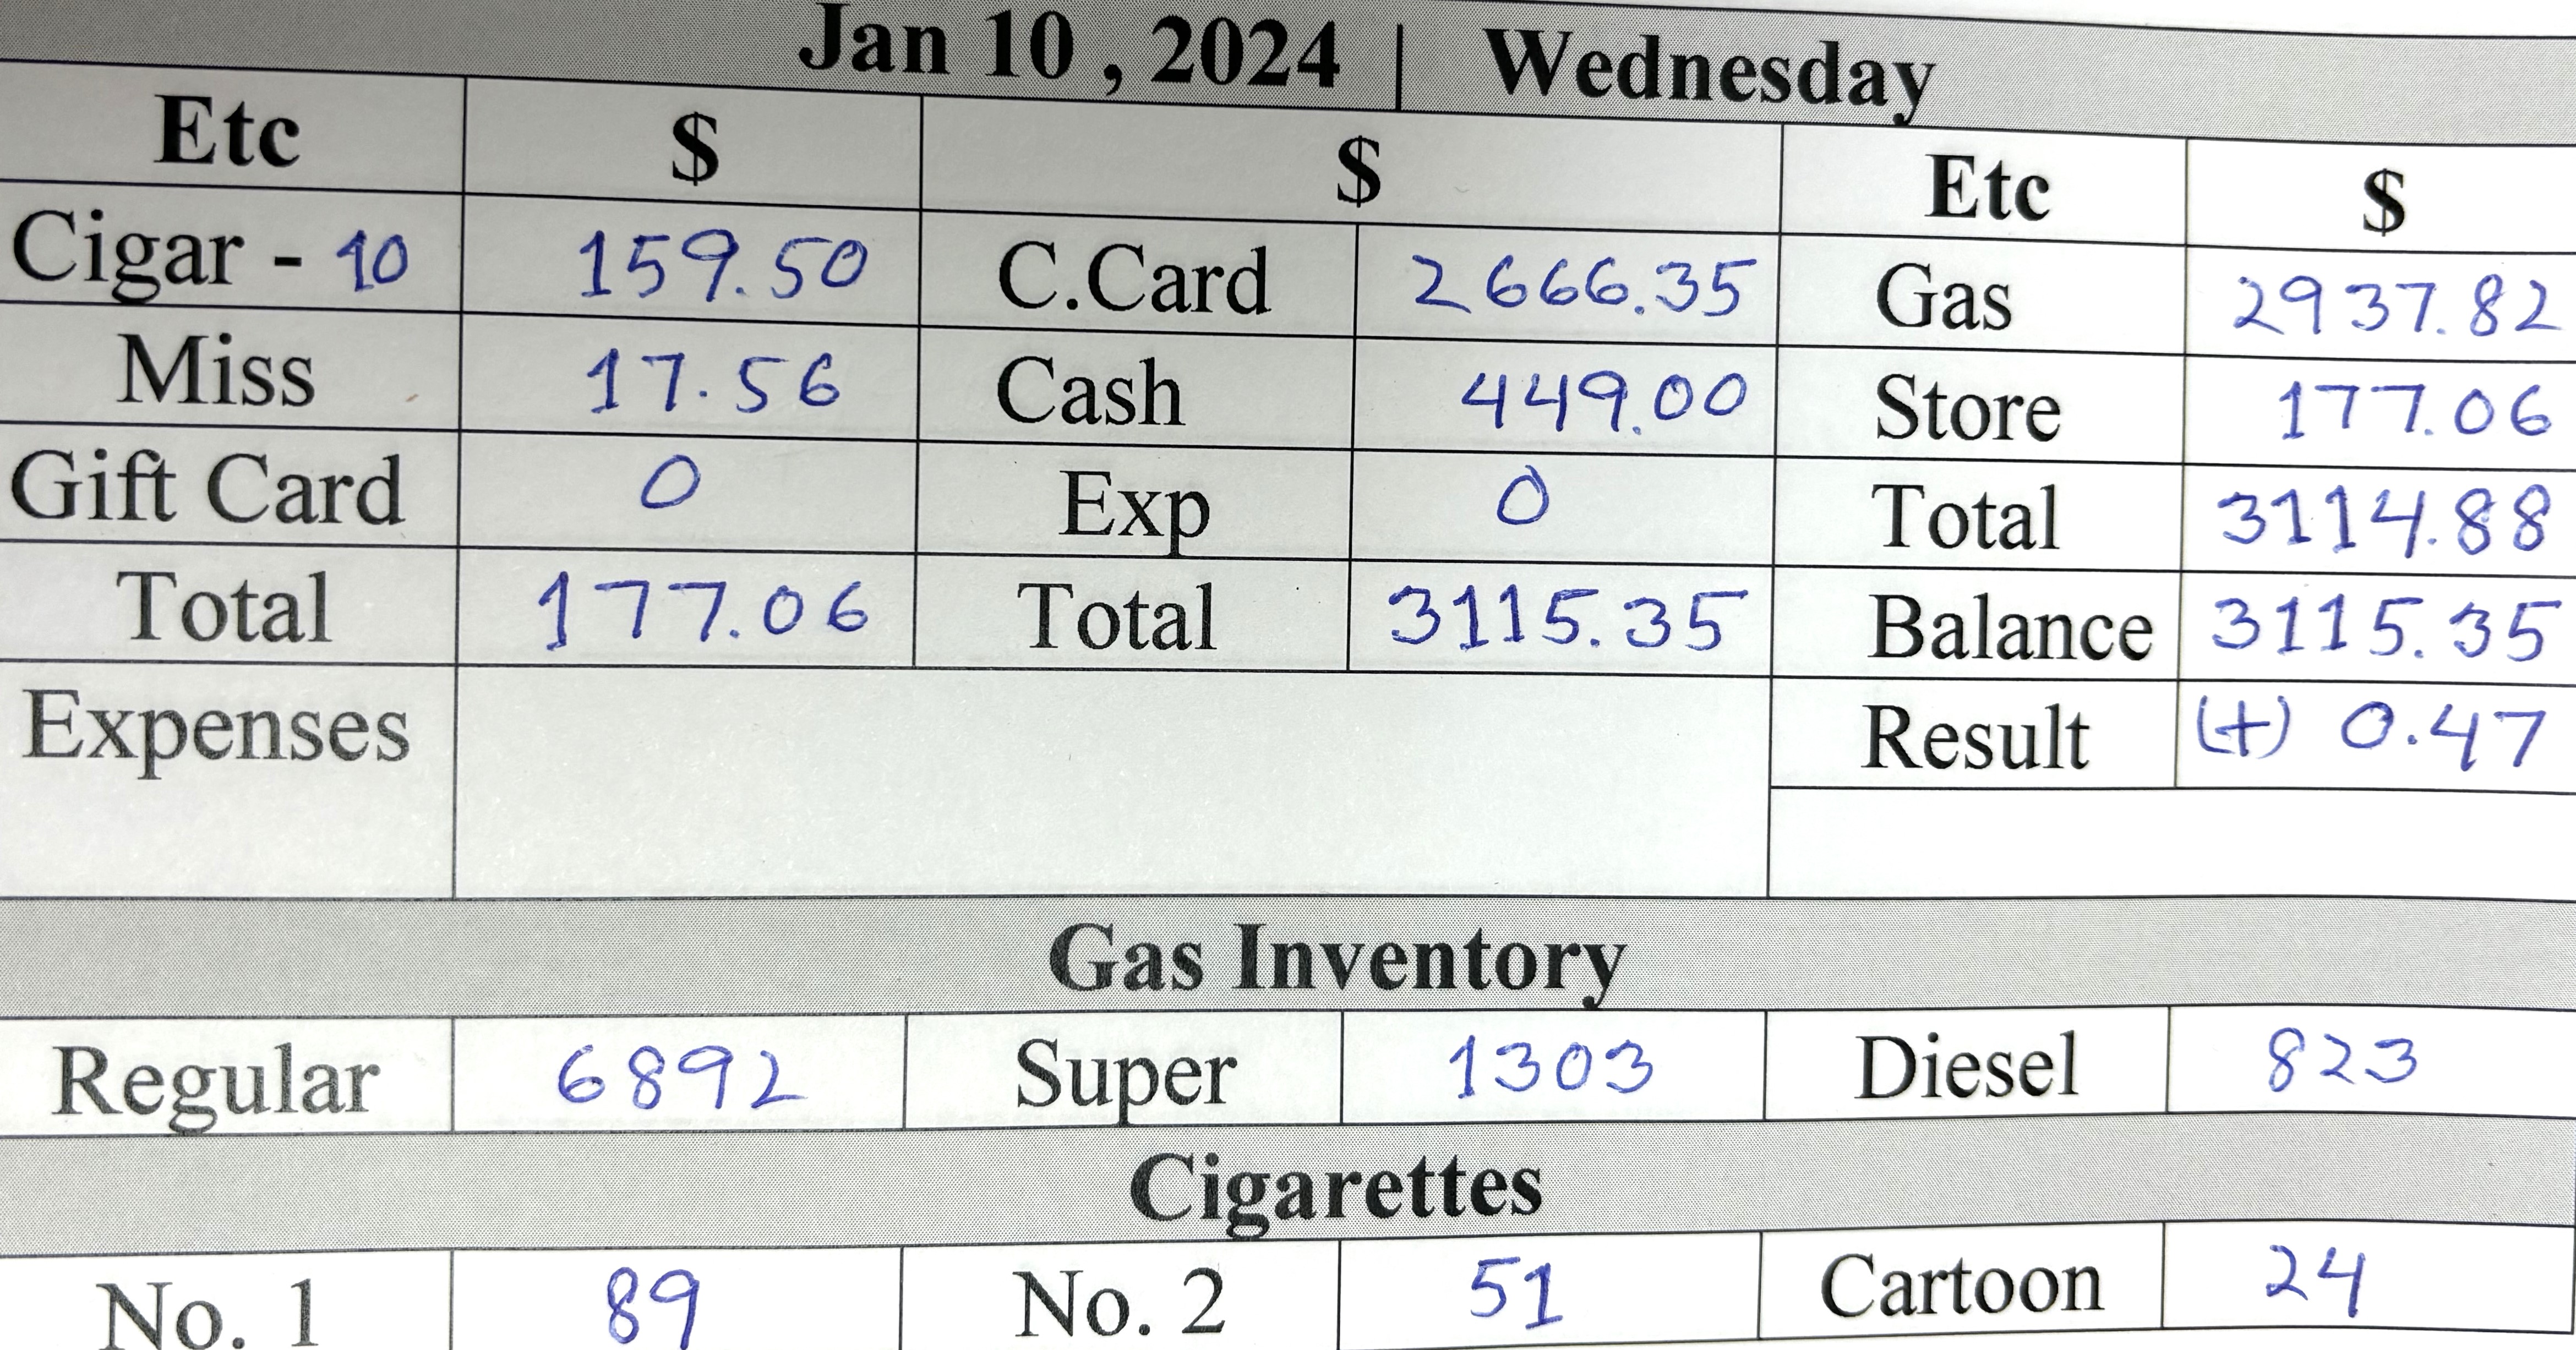 Jan 10 , 2024 | Wednesday
Etc $ $ Etc $
Cigar - 10 159.50 C.Card 2666.35 Gas 2937.82
Miss 17.56 Cash 449.00 Store 177.06
Gift Card 0 Exp 0 Total 3114.88
Total 177.06 Total 3115.35 Balance 3115.35
Expenses Result (+) 0.47
Gas Inventory
Regular 6892 Super 1303 Diesel 823
Cigarettes
No. 1 89 No. 2 51 Cartoon 24